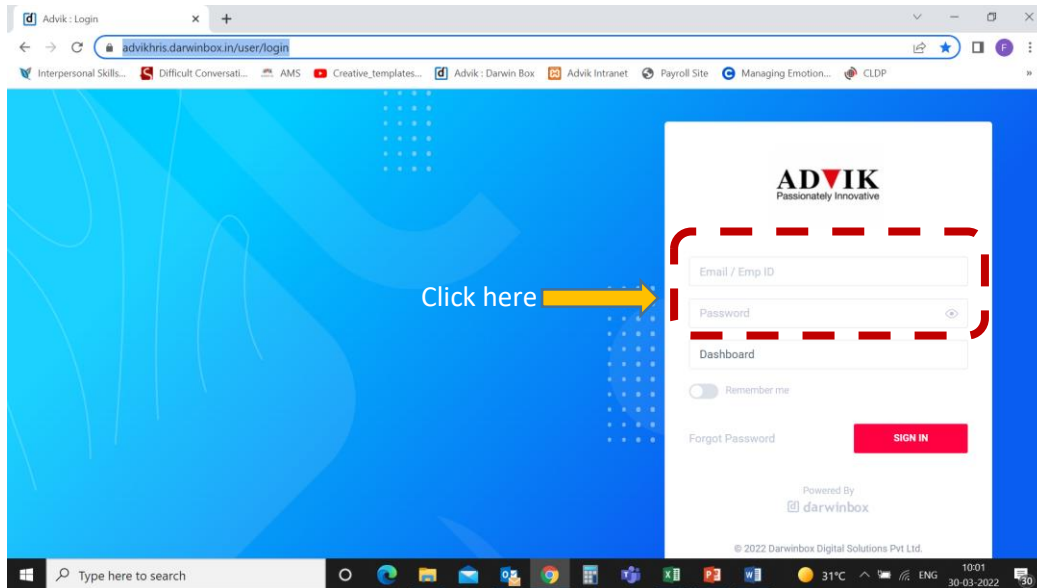 Advik : Login
advikhris.darwinbox.in/user/login
F
Interpersonal Skills... Difficult Conversati... AMS Creative_templates... Advik : Darwin Box Advik Intranet Payroll Site Managing Emotion... CLDP »
ADVIK
Passionately Innovative
Email / Emp ID
Click here
Password
Dashboard
Remember me
Forgot Password SIGN IN
Powered By
darwinbox
© 2022 Darwinbox Digital Solutions Pvt Ltd.
Type here to search 31°C ENG 10:01
30-03-2022 30